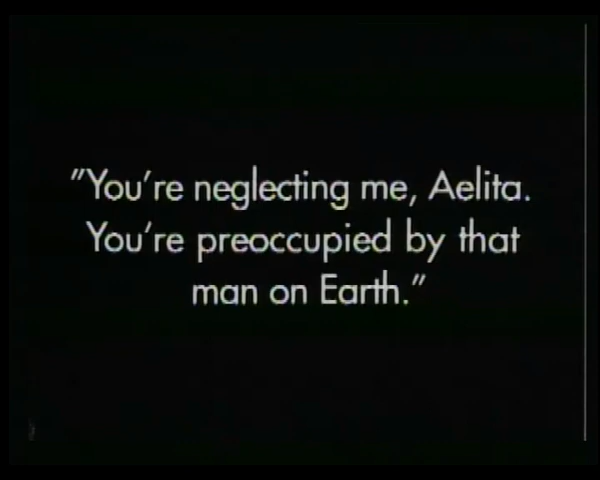 "You're neglecting me, Aelita.
You're preoccupied by that
man on Earth."